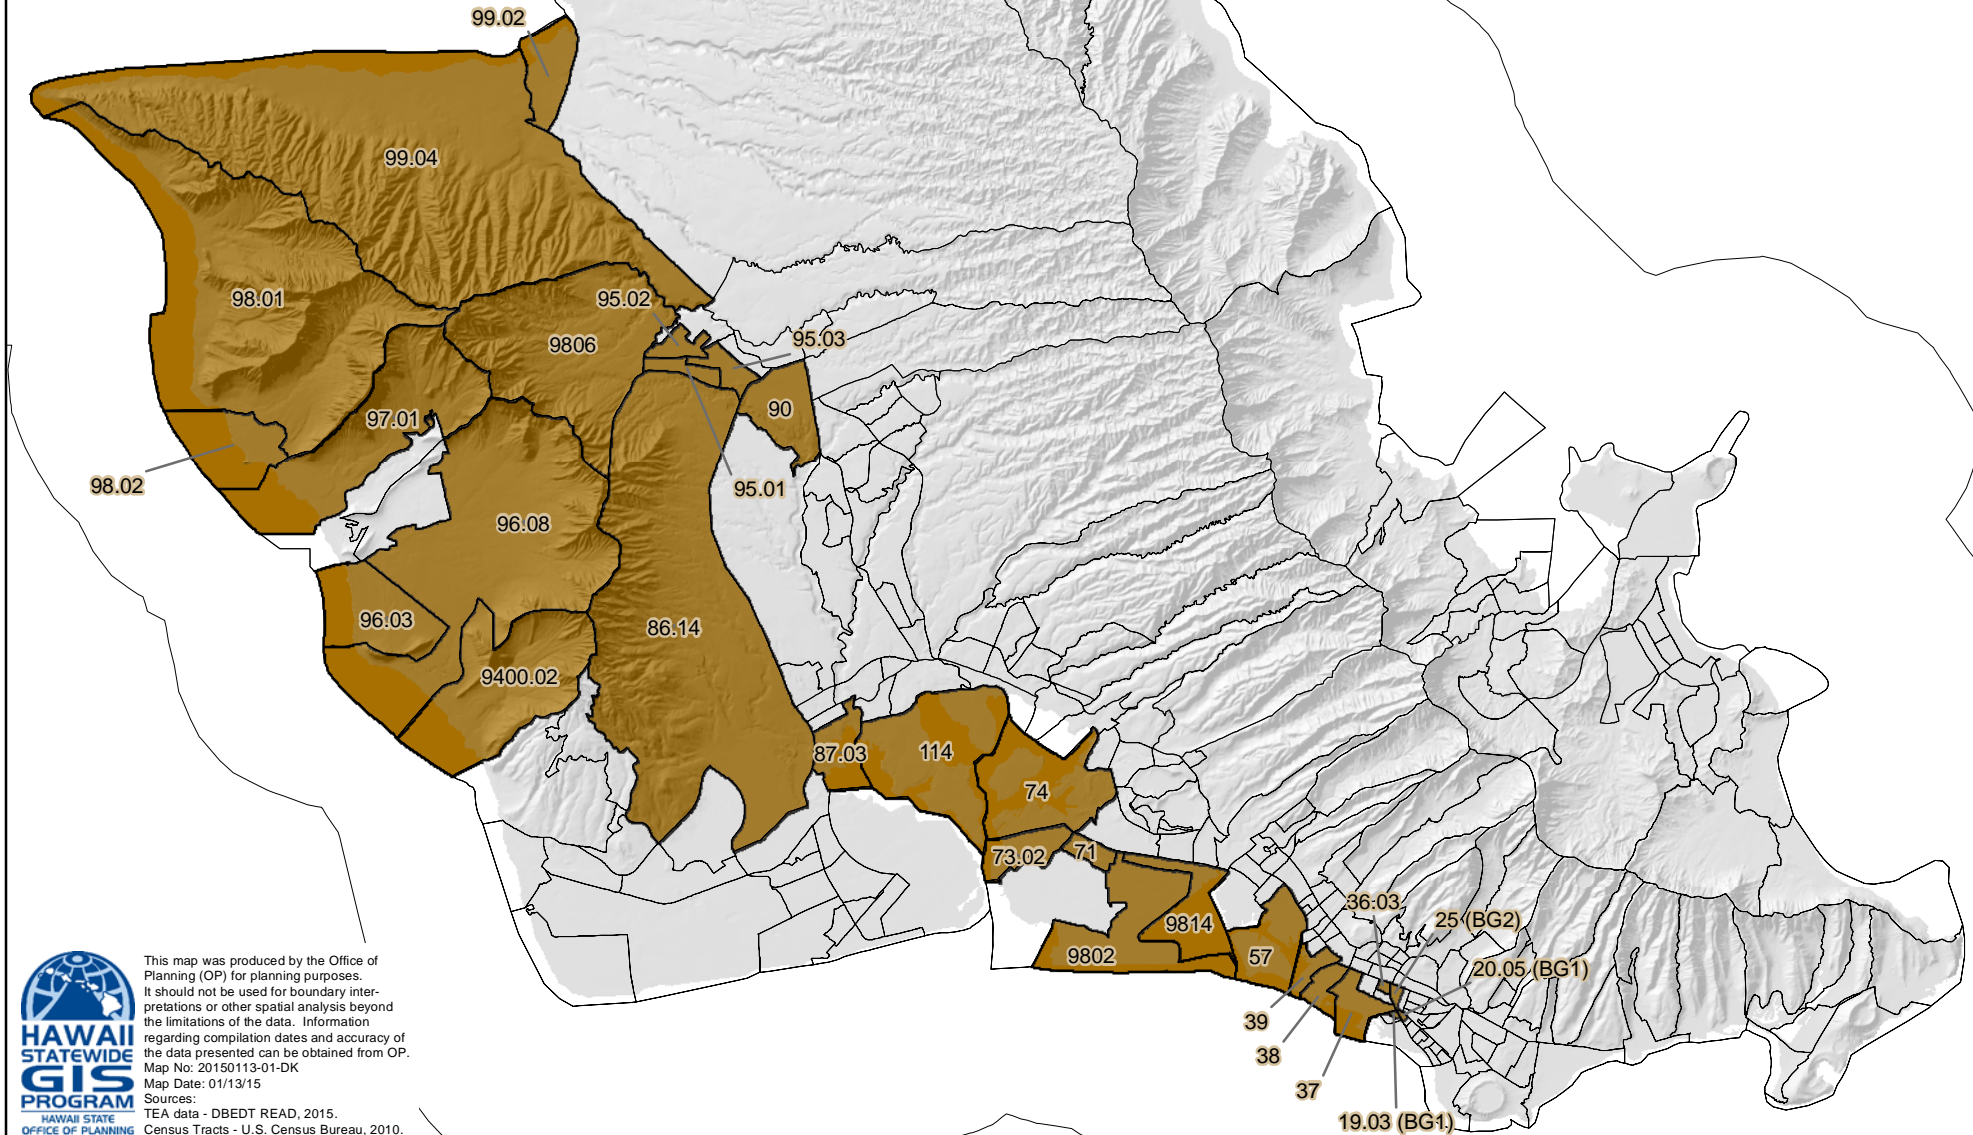 99.02
99.04
98.01
95.02
9806
95.03
90
97.01
98.02
95.01
96.08
96.03
86.14
9400.02
87.03
114
74
73.02
71
36.03
25 (BG2)
9814
9802
57
20.05 (BG1)
39
38
37
19.03 (BG1)
HAWAII
STATEWIDE
GIS
PROGRAM
HAWAII STATE
OFFICE OF PLANNING
This map was produced by the Office of
Planning (OP) for planning purposes.
It should not be used for boundary inter-
pretations or other spatial analysis beyond
the limitations of the data. Information
regarding compilation dates and accuracy of
the data presented can be obtained from OP.
Map No: 20150113-01-DK
Map Date: 01/13/15
Sources:
TEA data - DBEDT READ, 2015.
Census Tracts - U.S. Census Bureau, 2010.